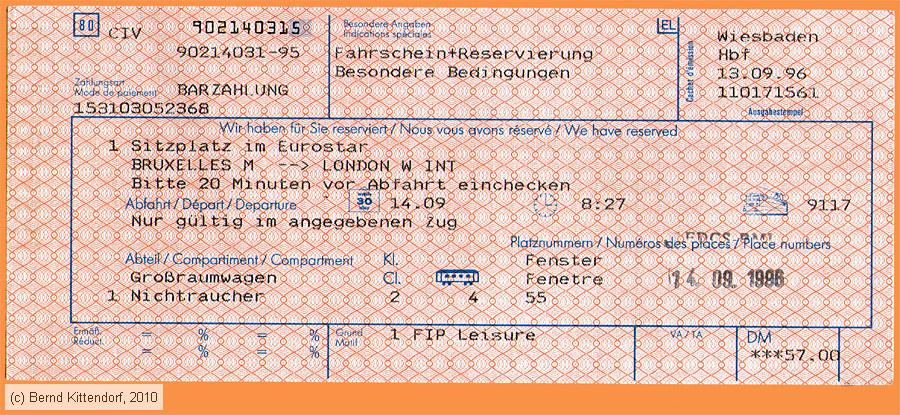 80 CIV 902140315
90214031-95
Besondere Angaben
Indications spéciales
Fahrschein+Reservierung
Besondere Bedingungen
EL
Cachet d'émission
Wiesbaden
Hbf
13.09.96
110171561
Ausgabestempel
Zahlungsart
Mode de paiement BARZAHLUNG
153103052368
Wir haben für Sie reserviert / Nous vous avons réservé / We have reserved
1 Sitzplatz im Eurostar
BRUXELLES M --> LONDON W INT
Bitte 20 Minuten vor Abfahrt einchecken
Abfahrt / Départ / Departure 30 14.09 8:27 9117
Nur gültig im angegebenen Zug
Platznummern / Numéros des places / Place numbers
Abteil / Compartiment / Compartment Kl. Fenster
Großraumwagen Cl. Fenetre 14. 09. 1996
1 Nichtraucher 2 4 55
Ermäß. = % = %
Réduct. = % = %
Grund
Motif
1 FIP Leisure
VA / TA
DM
***57.00
(c) Bernd Kittendorf, 2010